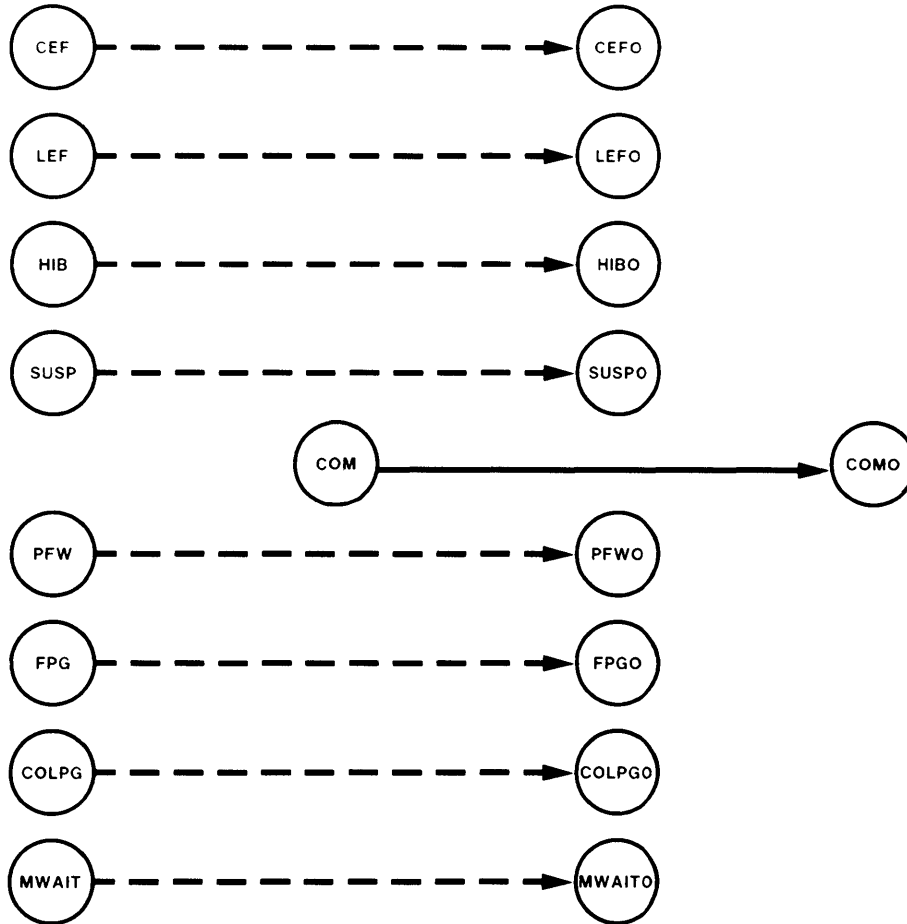 CEF CEFO
LEF LEFO
HIB HIBO
SUSP SUSPO
COM COMO
PFW PFWO
FPG FPGO
COLPG COLPGO
MWAIT MWAITO